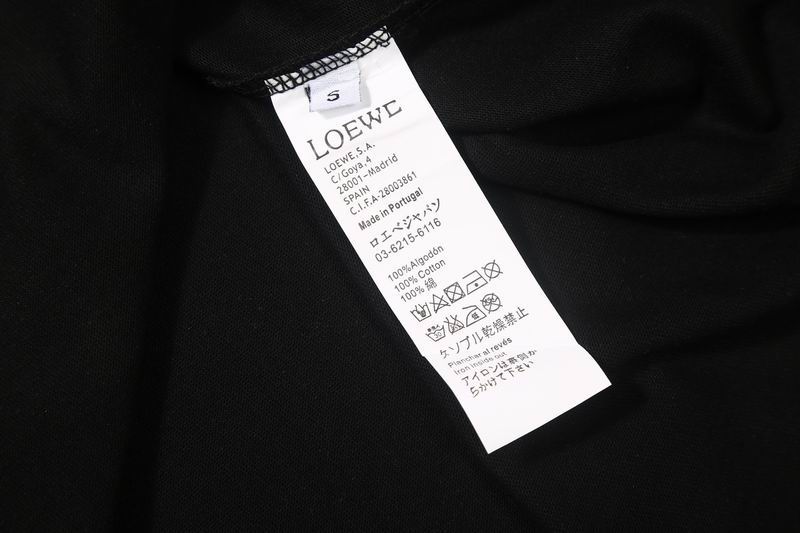 S
LOEWE
LOEWE,S.A.
C/Goya,4
28001-Madrid
SPAIN
C.I.F.A-28003861
Made in Portugal
ロエベジャパン
03-6215-6116
100%Algodón
100% Cotton
100% 綿
タンブル乾燥禁止
Planchar al revés
Iron inside out
アイロンは裏側か
らかけて下さい